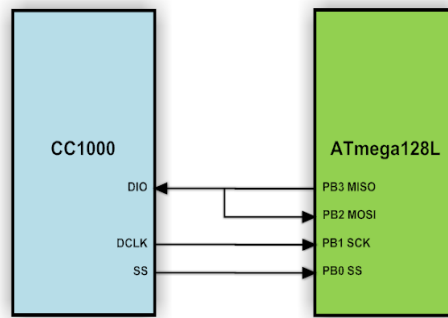 CC1000
ATmega128L
DIO
PB3 MISO
PB2 MOSI
DCLK
PB1 SCK
SS
PB0 SS